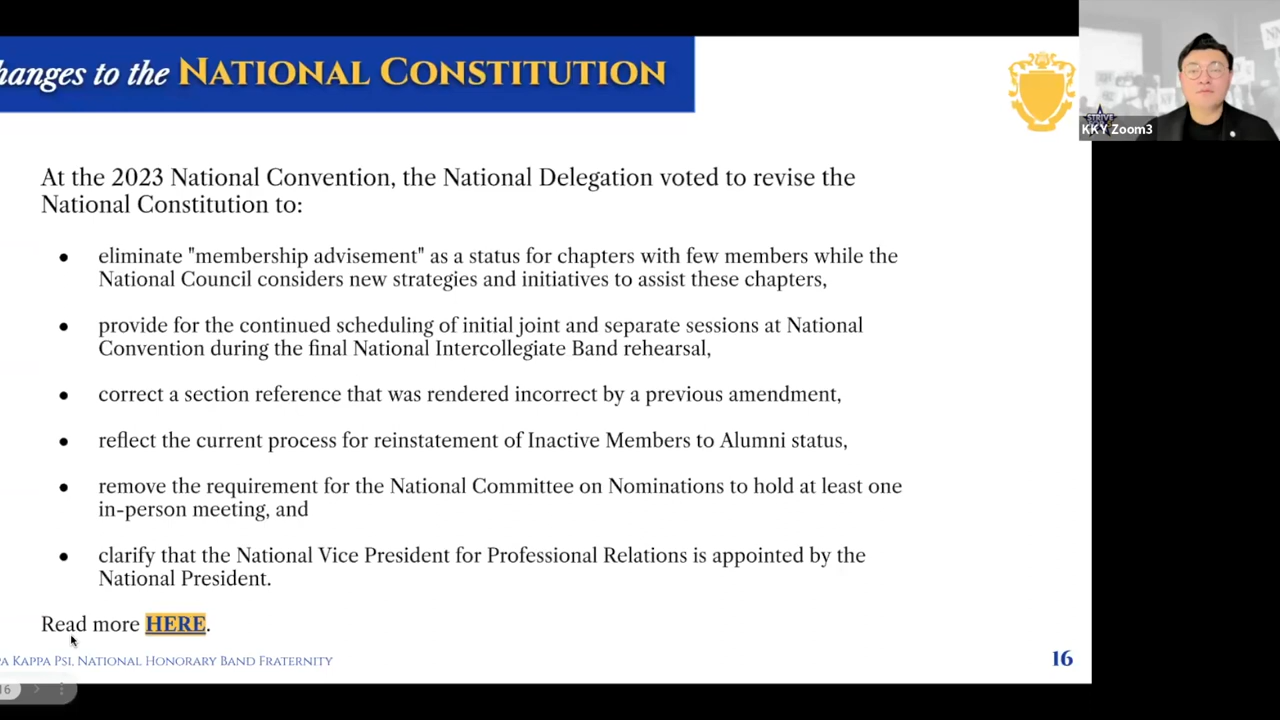 hanges to the NATIONAL CONSTITUTION
KKY Zoom3
At the 2023 National Convention, the National Delegation voted to revise the
National Constitution to:
● eliminate "membership advisement" as a status for chapters with few members while the
National Council considers new strategies and initiatives to assist these chapters,
● provide for the continued scheduling of initial joint and separate sessions at National
Convention during the final National Intercollegiate Band rehearsal,
● correct a section reference that was rendered incorrect by a previous amendment,
● reflect the current process for reinstatement of Inactive Members to Alumni status,
● remove the requirement for the National Committee on Nominations to hold at least one
in-person meeting, and
● clarify that the National Vice President for Professional Relations is appointed by the
National President.
Read more HERE.
PA KAPPA PSI, NATIONAL HONORARY BAND FRATERNITY
16
16